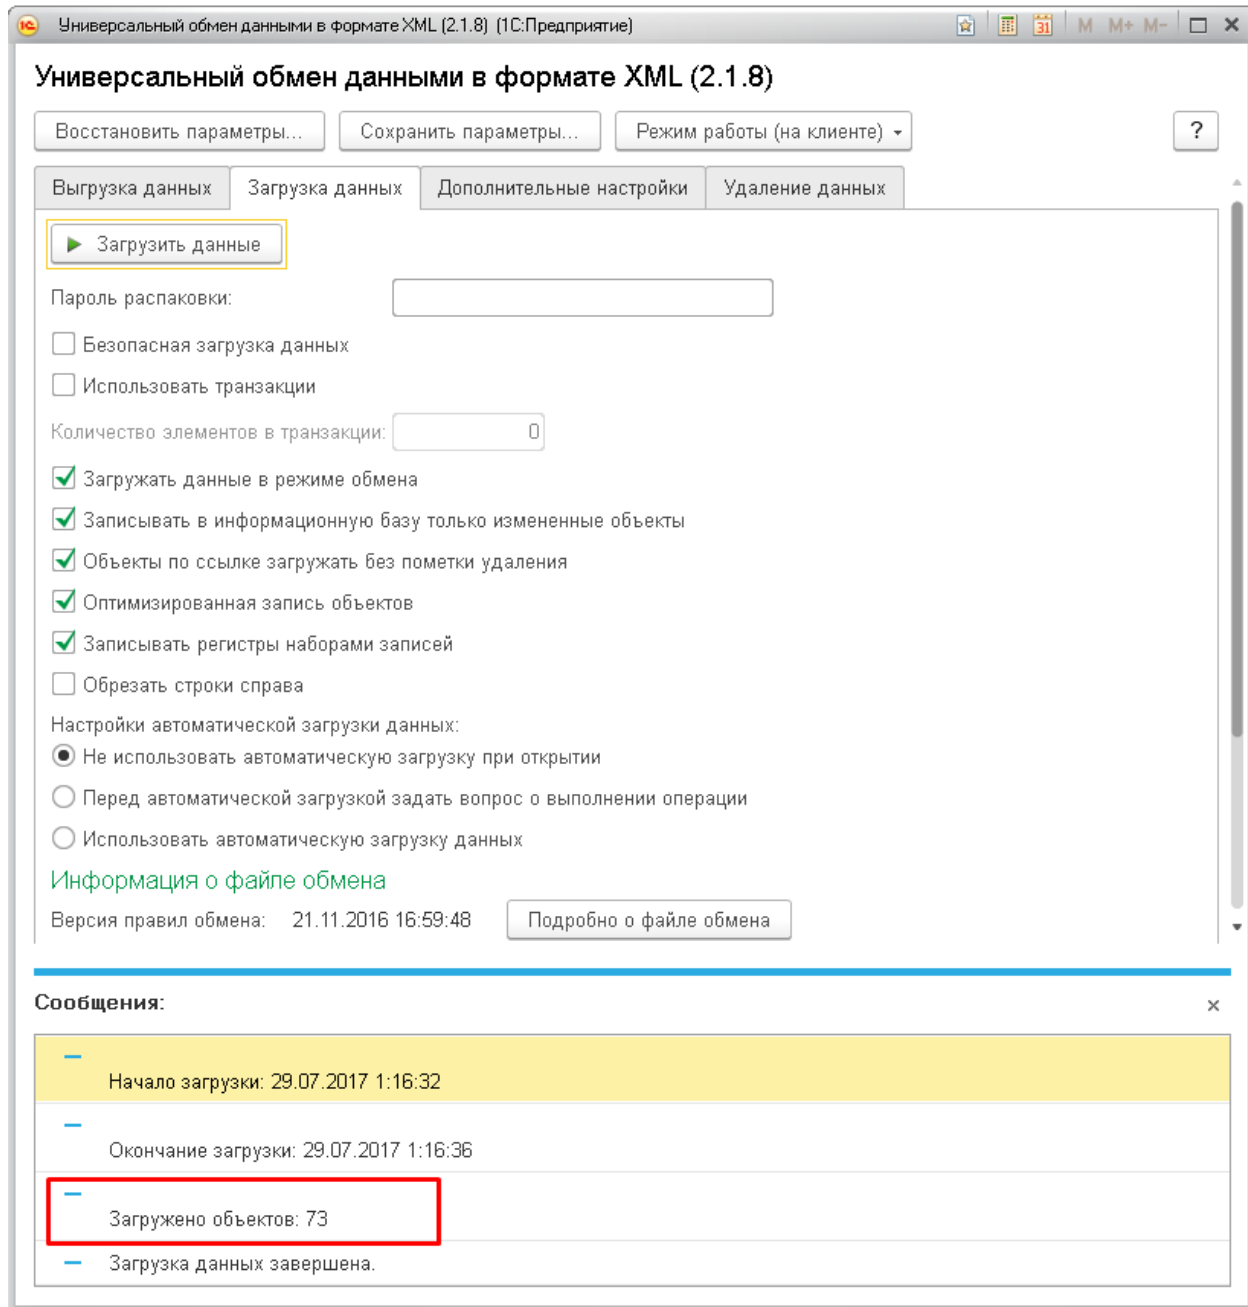 Универсальный обмен данными в формате XML (2.1.8) (1С:Предприятие)
31 M M+ M-
Универсальный обмен данными в формате XML (2.1.8)
Восстановить параметры... Сохранить параметры... Режим работы (на клиенте) ?
Выгрузка данных Загрузка данных Дополнительные настройки Удаление данных
Загрузить данные
Пароль распаковки:
Безопасная загрузка данных
Использовать транзакции
Количество элементов в транзакции: 0
Загружать данные в режиме обмена
Записывать в информационную базу только измененные объекты
Объекты по ссылке загружать без пометки удаления
Оптимизированная запись объектов
Записывать регистры наборами записей
Обрезать строки справа
Настройки автоматической загрузки данных:
Не использовать автоматическую загрузку при открытии
Перед автоматической загрузкой задать вопрос о выполнении операции
Использовать автоматическую загрузку данных
Информация о файле обмена
Версия правил обмена: 21.11.2016 16:59:48 Подробно о файле обмена
Сообщения:
Начало загрузки: 29.07.2017 1:16:32
Окончание загрузки: 29.07.2017 1:16:36
Загружено объектов: 73
Загрузка данных завершена.